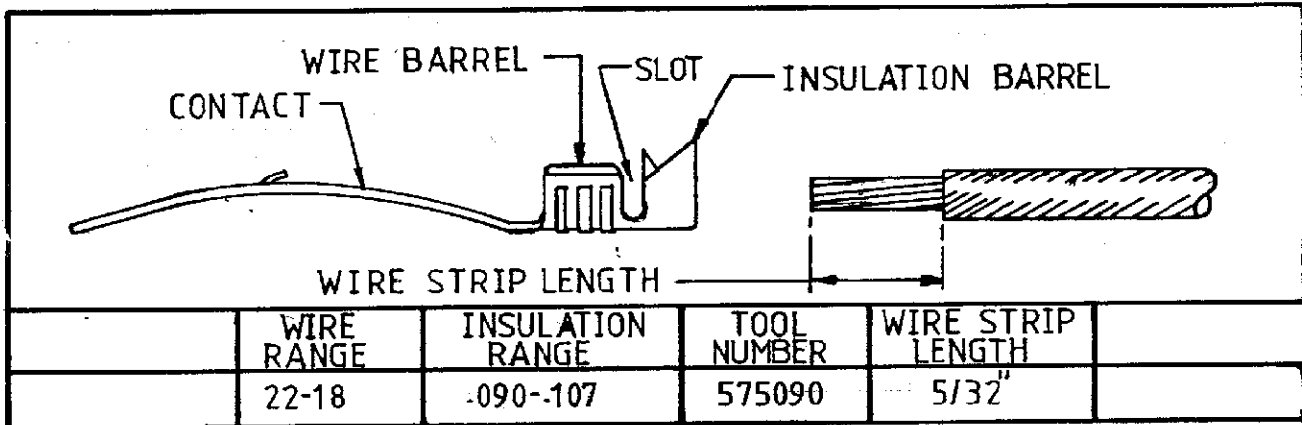 WIRE BARREL
SLOT
INSULATION BARREL
CONTACT
WIRE STRIP LENGTH
WIRE RANGE
INSULATION RANGE
TOOL NUMBER
WIRE STRIP LENGTH
22-18
.090-.107
575090
5/32"